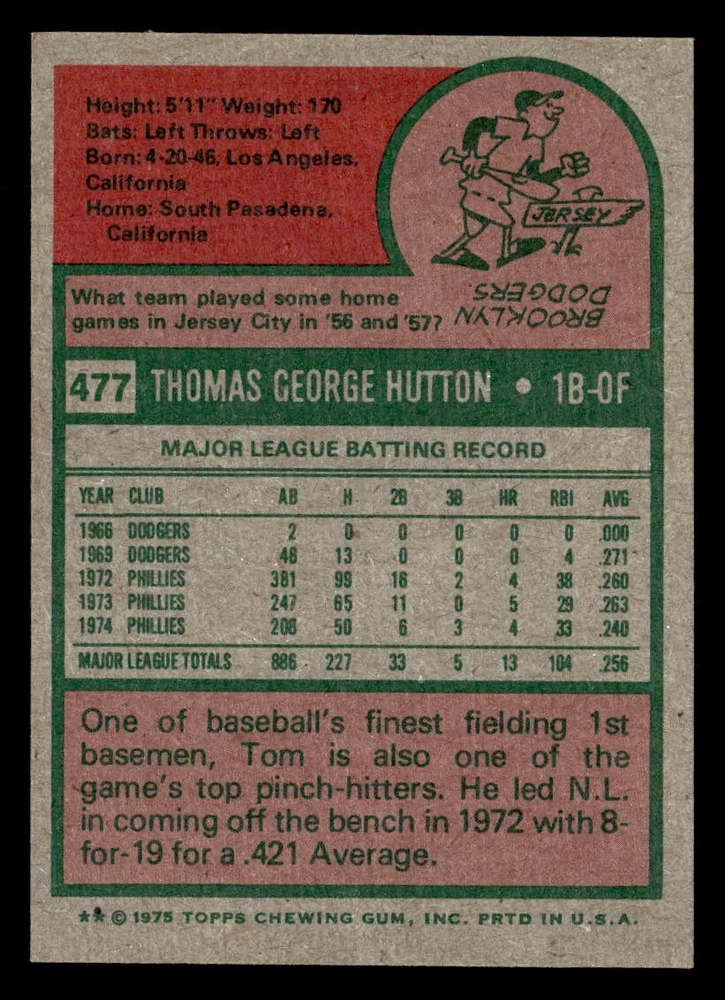 Height: 5'11" Weight: 170
Bats: Left Throws: Left
Born: 4-20-46, Los Angeles,
California
Home: South Pasadena,
California
JERSEY
What team played some home
games in Jersey City in '56 and '57?
BROOKLYN
DODGERS.
477 THOMAS GEORGE HUTTON • 1B-OF
MAJOR LEAGUE BATTING RECORD
YEAR CLUB AB H 2B 3B HR RBI AVG
1966 DODGERS 2 0 0 0 0 0 .000
1969 DODGERS 48 13 0 0 0 4 .271
1972 PHILLIES 381 99 16 2 4 38 .260
1973 PHILLIES 247 65 11 0 5 29 .263
1974 PHILLIES 208 50 6 3 4 33 .240
MAJOR LEAGUE TOTALS 886 227 33 5 13 104 .256
One of baseball's finest fielding 1st
basemen, Tom is also one of the
game's top pinch-hitters. He led N.L.
in coming off the bench in 1972 with 8-
for-19 for a .421 Average.
** © 1975 TOPPS CHEWING GUM, INC. PRTD IN U.S.A.